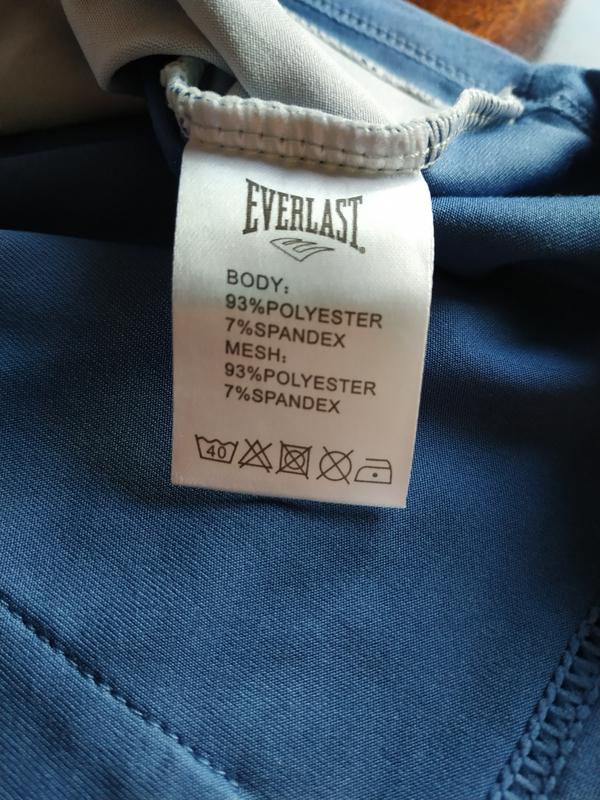 EVERLAST®
BODY:
93%POLYESTER
7%SPANDEX
MESH:
93%POLYESTER
7%SPANDEX
40